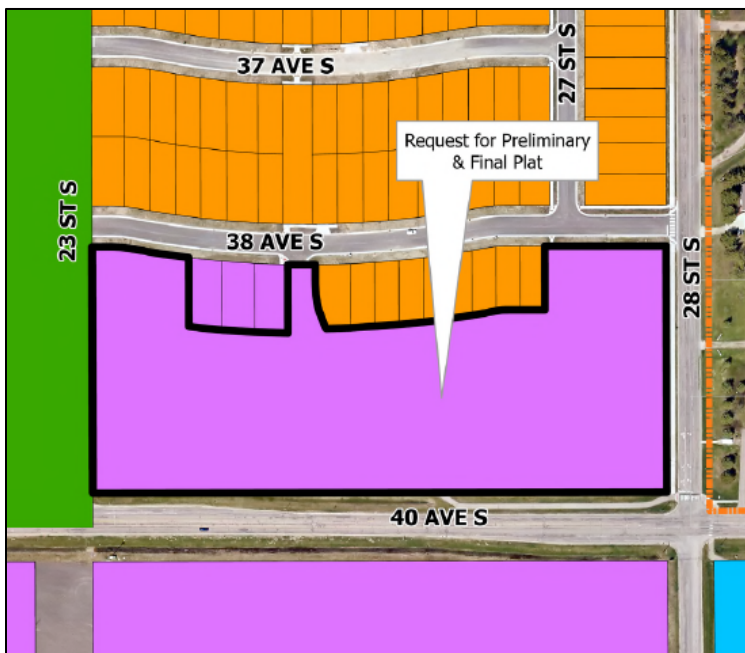 37 AVE S
27 ST S
Request for Preliminary
& Final Plat
23 ST S
38 AVE S
28 ST S
40 AVE S